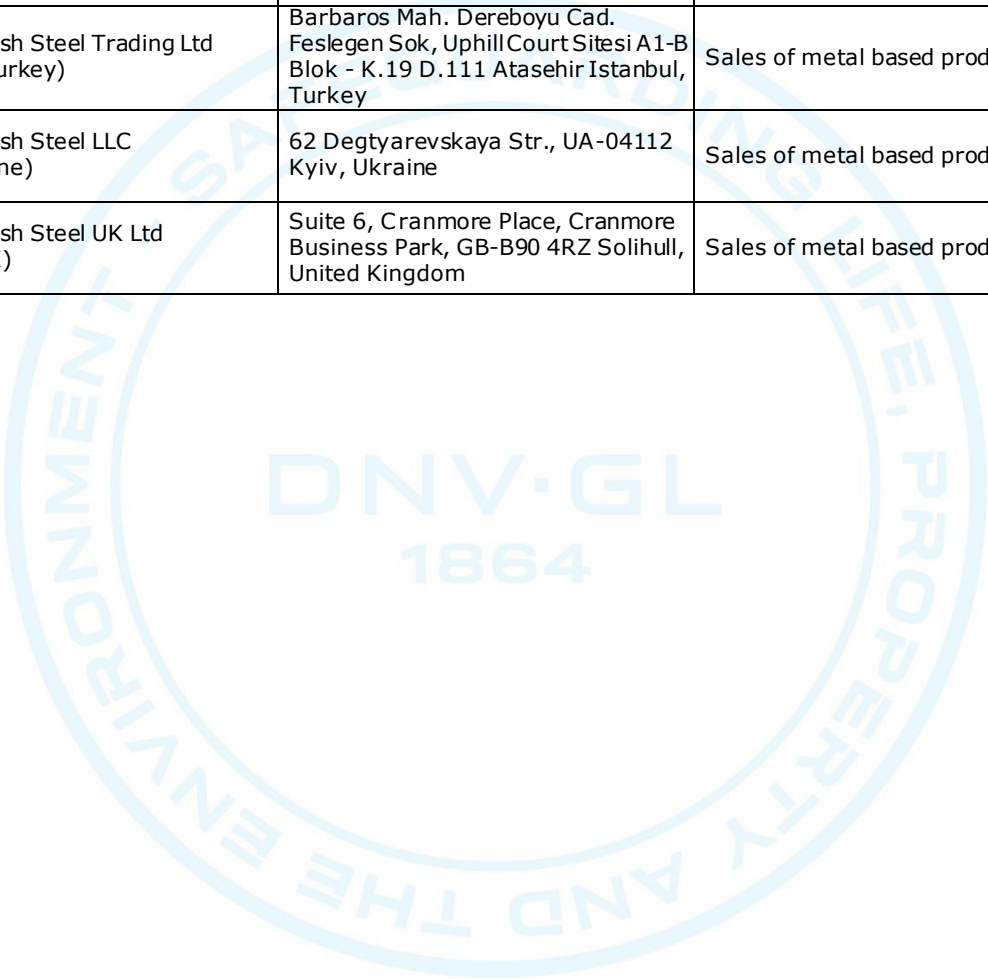 sh Steel Trading Ltd
urkey)
Barbaros Mah. Dereboyu Cad.
Feslegen Sok, Uphill Court Sitesi A1-B
Blok - K.19 D.111 Atasehir Istanbul,
Turkey
Sales of metal based prod
sh Steel LLC
ne)
62 Degtyarevskaya Str., UA-04112
Kyiv, Ukraine
Sales of metal based prod
sh Steel UK Ltd
)
Suite 6, Cranmore Place, Cranmore
Business Park, GB-B90 4RZ Solihull,
United Kingdom
Sales of metal based prod
SAFEGUARDING LIFE, PROPERTY AND THE ENVIRONMENT
DNV·GL
1864